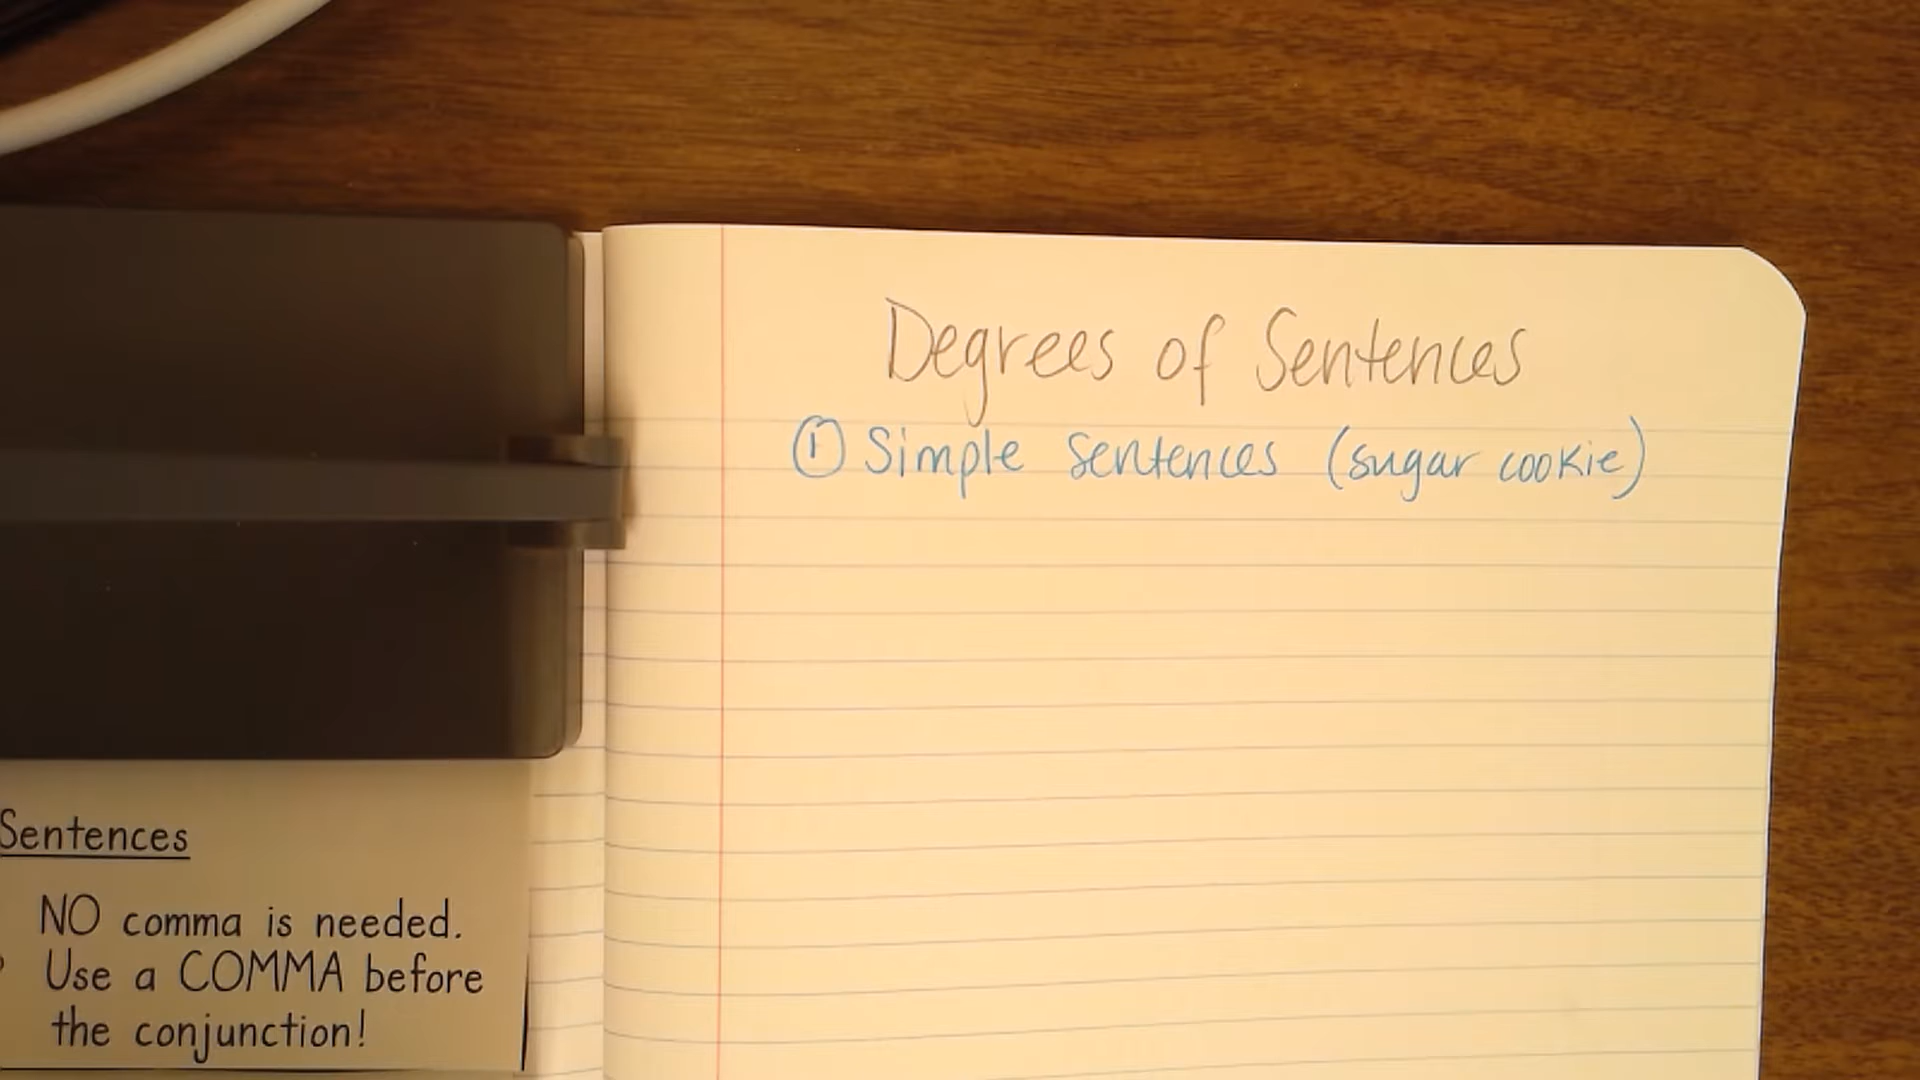 Degrees of Sentences
① Simple Sentences (sugar cookie)
Sentences
NO comma is needed.
Use a COMMA before
the conjunction!